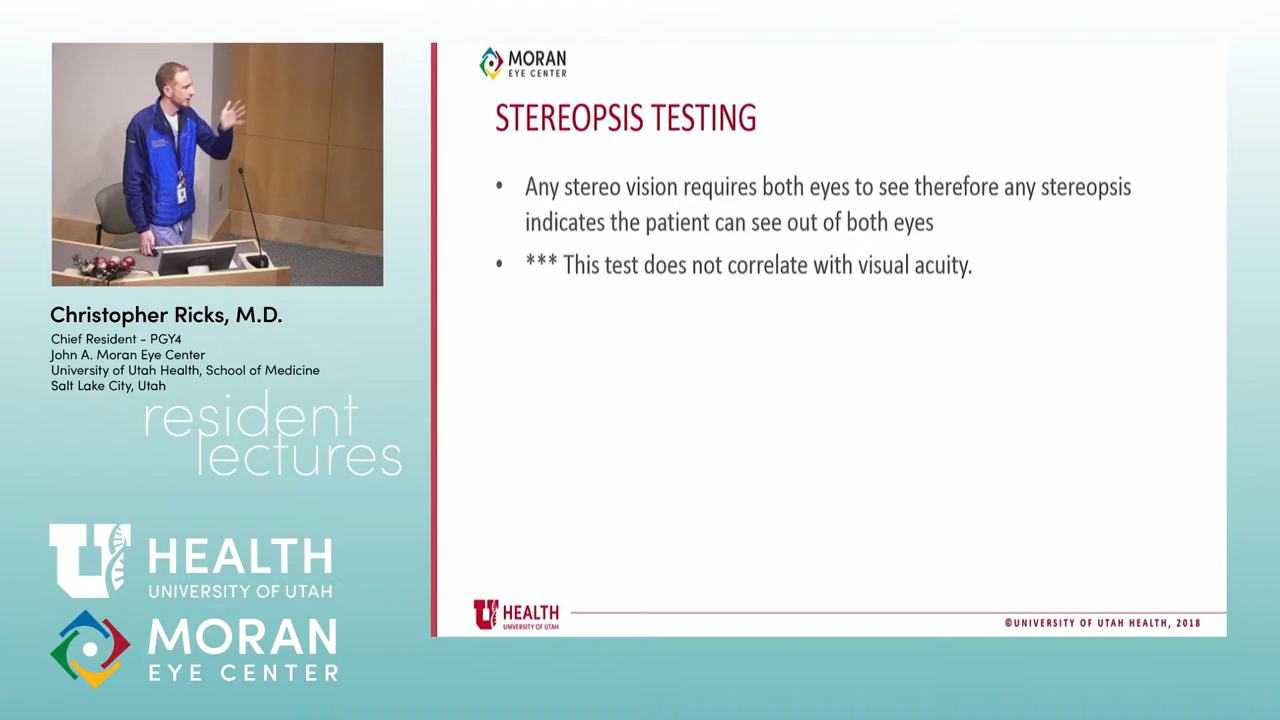 Christopher Ricks, M.D.
Chief Resident - PGY4
John A. Moran Eye Center
University of Utah Health, School of Medicine
Salt Lake City, Utah
resident
lectures
U HEALTH
UNIVERSITY OF UTAH
MORAN
EYE CENTER
MORAN
EYE CENTER
STEREOPSIS TESTING
• Any stereo vision requires both eyes to see therefore any stereopsis
indicates the patient can see out of both eyes
• *** This test does not correlate with visual acuity.
U HEALTH
UNIVERSITY OF UTAH
©UNIVERSITY OF UTAH HEALTH, 2018